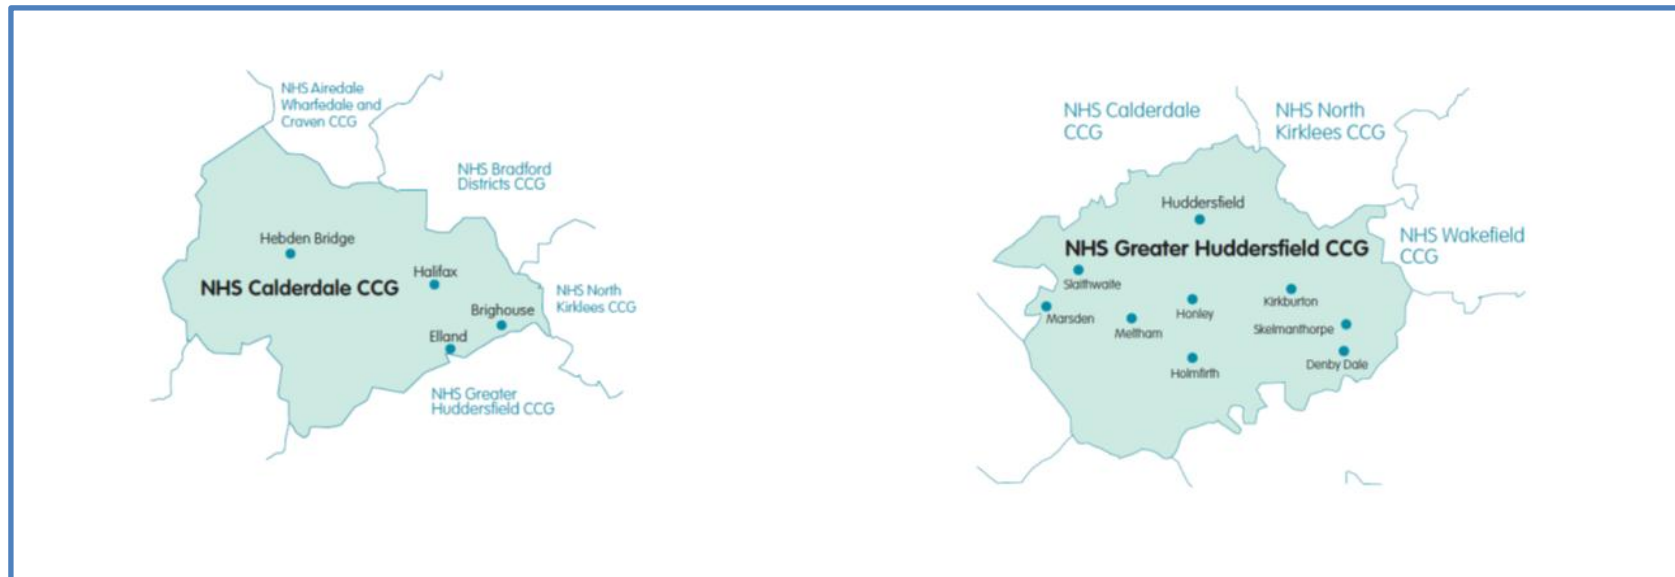 NHS Airedale
Wharfedale and
Craven CCG
NHS Bradford
Districts CCG
Hebden Bridge
Halifax
NHS Calderdale CCG
NHS North
Kirklees CCG
Brighouse
Elland
NHS Greater
Huddersfield CCG
NHS Calderdale
CCG
NHS North
Kirklees CCG
Huddersfield
NHS Wakefield
CCG
NHS Greater Huddersfield CCG
Slaithwaite
Marsden
Meltham
Honley
Kirkburton
Skelmanthorpe
Holmfirth
Denby Dale